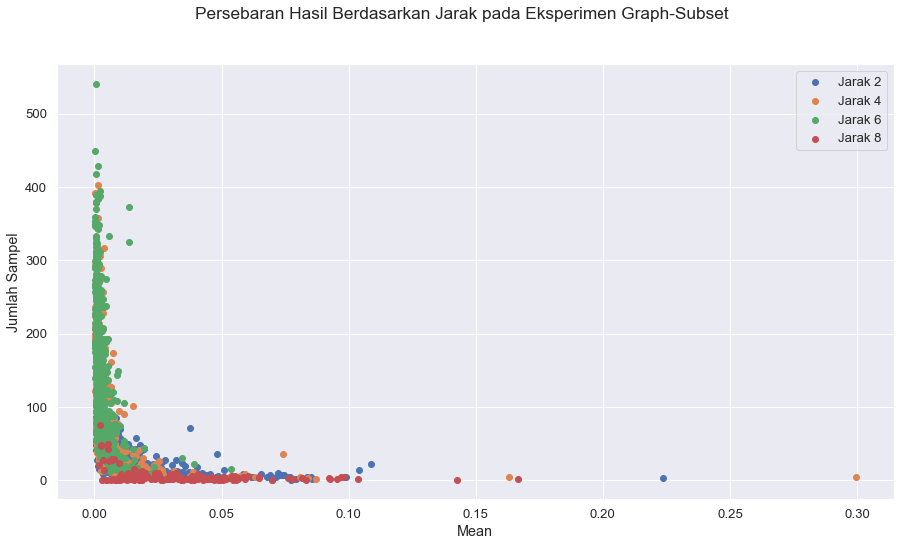 Persebaran Hasil Berdasarkan Jarak pada Eksperimen Graph-Subset
Jarak 2
Jarak 4
Jarak 6
Jarak 8
Jumlah Sampel
500
400
300
200
100
0
0.00 0.05 0.10 0.15 0.20 0.25 0.30
Mean